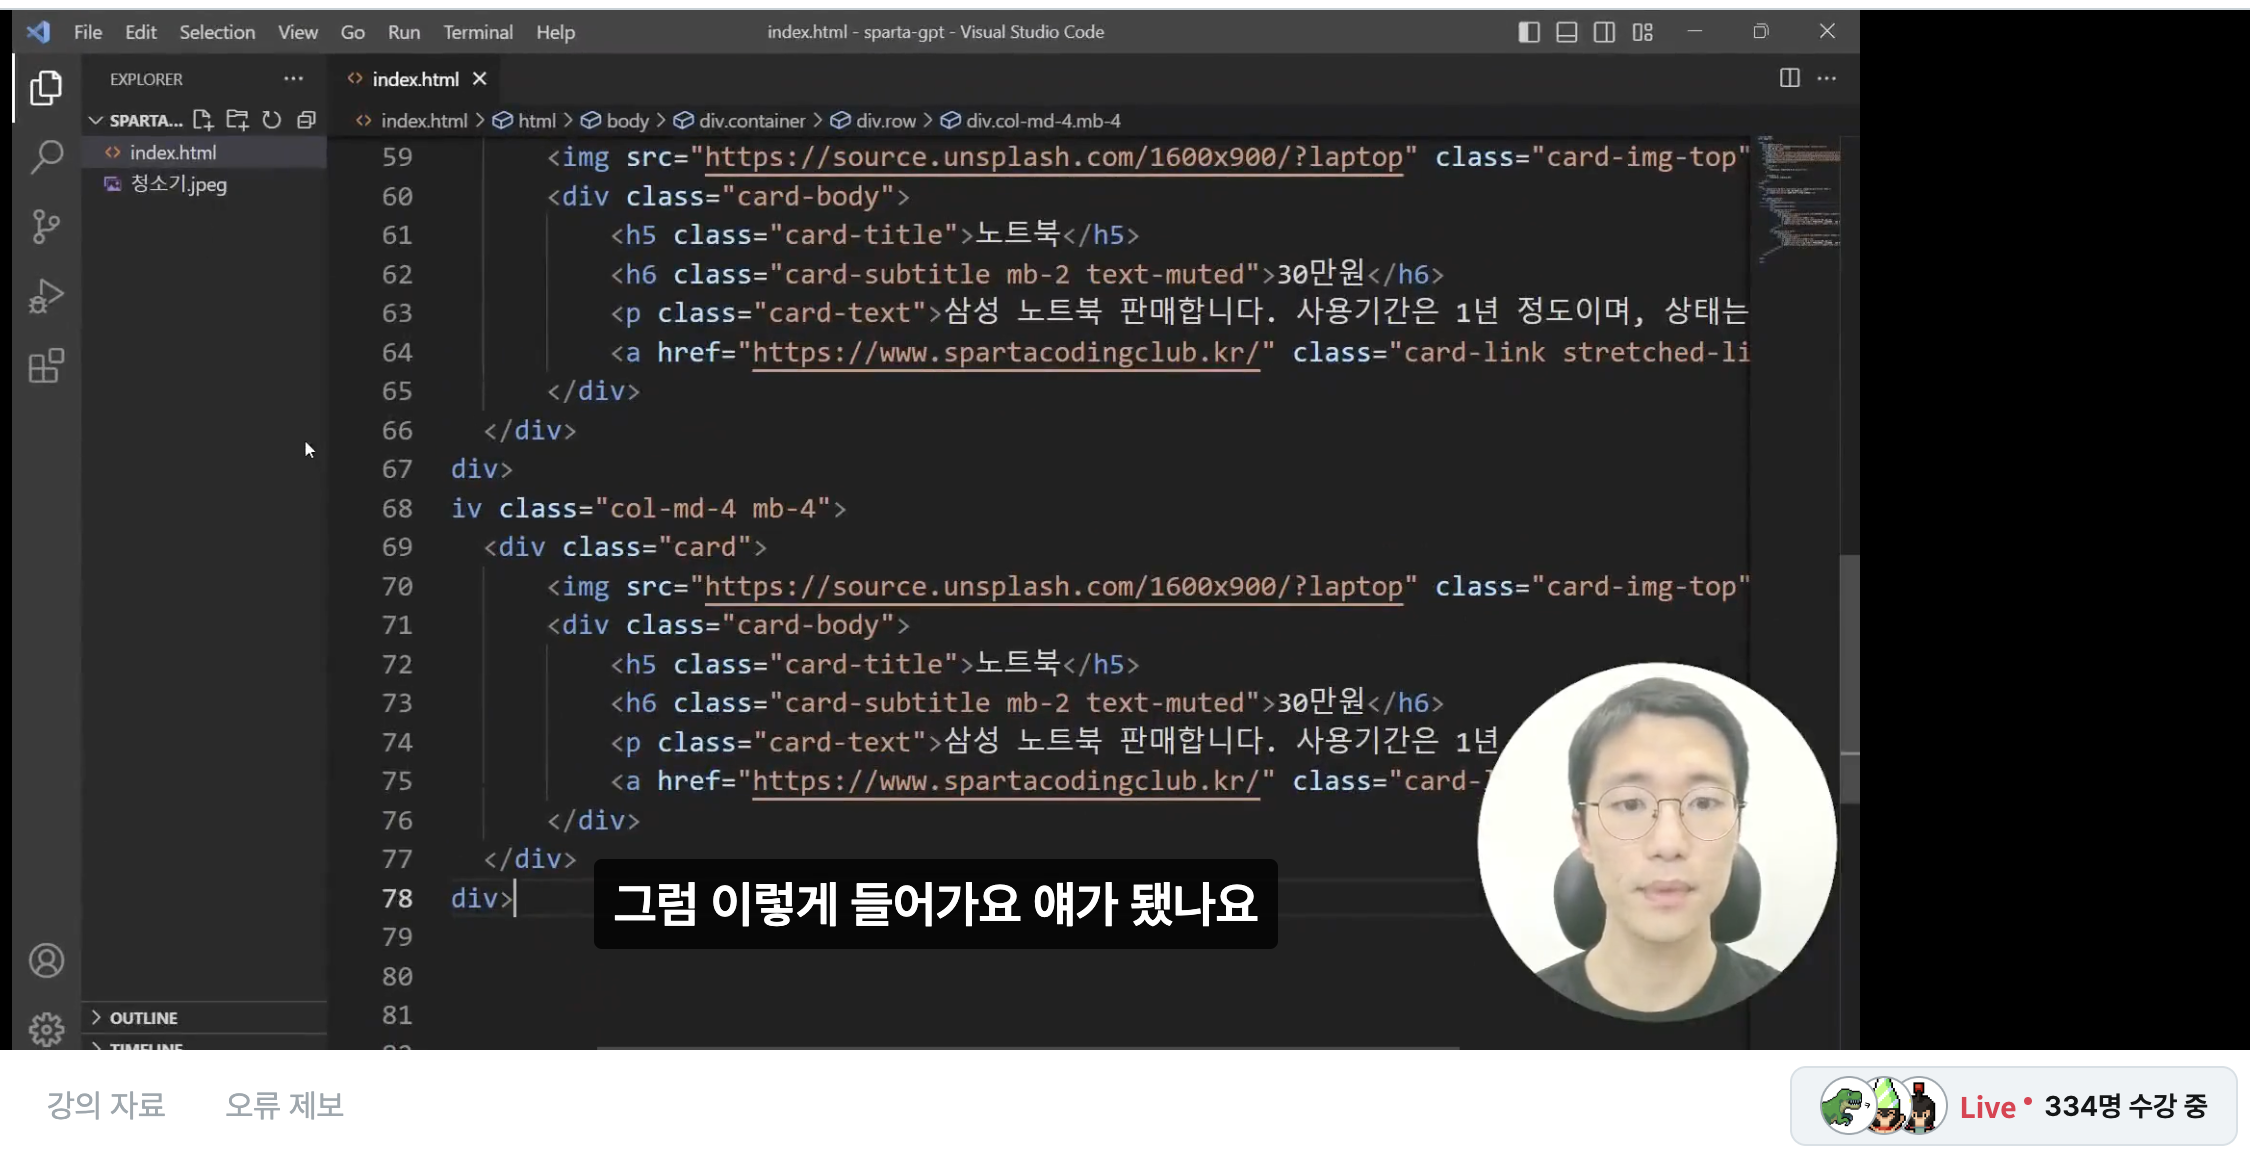 File Edit Selection View Go Run Terminal Help
index.html - sparta-gpt - Visual Studio Code
EXPLORER
index.html
SPARTA...
index.html > html > body > div.container > div.row > div.col-md-4.mb-4
index.html
청소기.jpeg
59 <img src="https://source.unsplash.com/1600x900/?laptop" class="card-img-top"
60 <div class="card-body">
61 <h5 class="card-title">노트북</h5>
62 <h6 class="card-subtitle mb-2 text-muted">30만원</h6>
63 <p class="card-text">삼성 노트북 판매합니다. 사용기간은 1년 정도이며, 상태는
64 <a href="https://www.spartacodingclub.kr/" class="card-link stretched-li
65 </div>
66 </div>
67 div>
68 iv class="col-md-4 mb-4">
69 <div class="card">
70 <img src="https://source.unsplash.com/1600x900/?laptop" class="card-img-top"
71 <div class="card-body">
72 <h5 class="card-title">노트북</h5>
73 <h6 class="card-subtitle mb-2 text-muted">30만원</h6>
74 <p class="card-text">삼성 노트북 판매합니다. 사용기간은 1년
75 <a href="https://www.spartacodingclub.kr/" class="card-
76 </div>
77 </div>
78 div>
79
80
81
그럼 이렇게 들어가요 얘가 됐나요
OUTLINE
TIMELINE
강의 자료
오류 제보
Live • 334명 수강 중